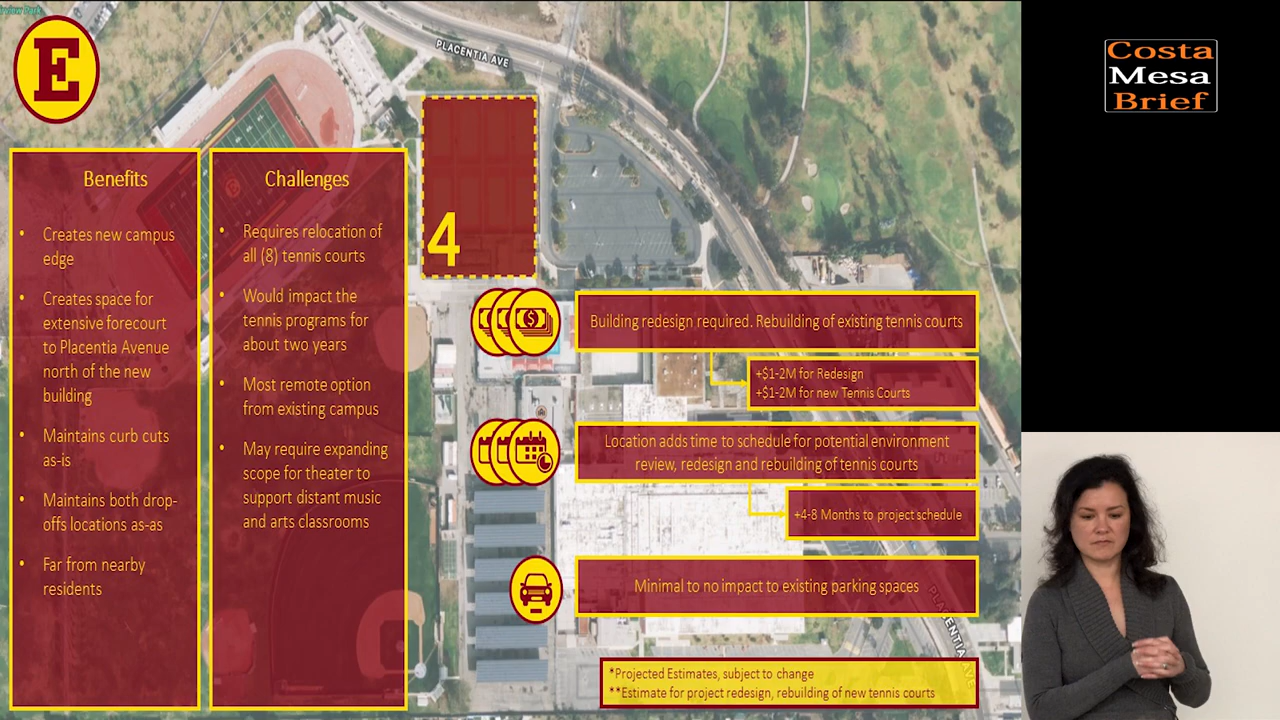 E
PLACENTIA AVE
Costa
Mesa
Brief
Benefits
• Creates new campus
edge
• Creates space for
extensive forecourt
to Placentia Avenue
north of the new
building
• Maintains curb cuts
as-is
• Maintains both drop-
offs locations as-as
• Far from nearby
residents
Challenges
• Requires relocation of
all (8) tennis courts
• Would impact the
tennis programs for
about two years
• Most remote option
from existing campus
• May require expanding
scope for theater to
support distant music
and arts classrooms
4
Building redesign required. Rebuilding of existing tennis courts
+$1-2M for Redesign
+$1-2M for new Tennis Courts
Location adds time to schedule for potential environment
review, redesign and rebuilding of tennis courts
+4-8 Months to project schedule
Minimal to no impact to existing parking spaces
PLACENTIA AVE
*Projected Estimates, subject to change
**Estimate for project redesign, rebuilding of new tennis courts